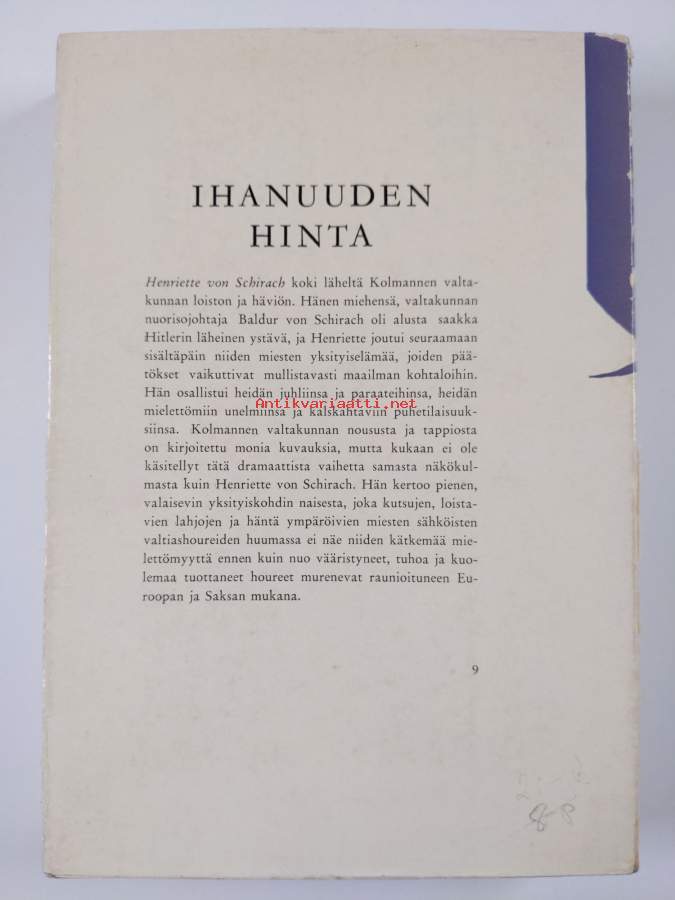 IHANUUDEN
HINTA
Henriette von Schirach koki läheltä Kolmannen valta-
kunnan loiston ja häviön. Hänen miehensä, valtakunnan
nuorisojohtaja Baldur von Schirach oli alusta saakka
Hitlerin läheinen ystävä, ja Henriette joutui seuraamaan
sisältäpäin niiden miesten yksityiselämää, joiden pää-
tökset vaikuttivat mullistavasti maailman kohtaloihin.
Hän osallistui heidän juhliinsa ja paraateihinsa, heidän
mielettömiin unelmiinsa ja kalskahtaviin puhetilaisuuk-
Antikvariaatti.net
siinsa. Kolmannen valtakunnan noususta ja tappiosta
on kirjoitettu monia kuvauksia, mutta kukaan ei ole
käsitellyt tätä dramaattista vaihetta samasta näkökul-
masta kuin Henriette von Schirach. Hän kertoo pienen,
valaisevin yksityiskohdin naisesta, joka kutsujen, loista-
vien lahjojen ja häntä ympäröivien miesten sähköisten
valtiashoureiden huumassa ei näe niiden kätkemää mie-
lettömyyttä ennen kuin nuo vääristyneet, tuhoa ja kuo-
lemaa tuottaneet houreet murenevat raunioituneen Eu-
roopan ja Saksan mukana.
9